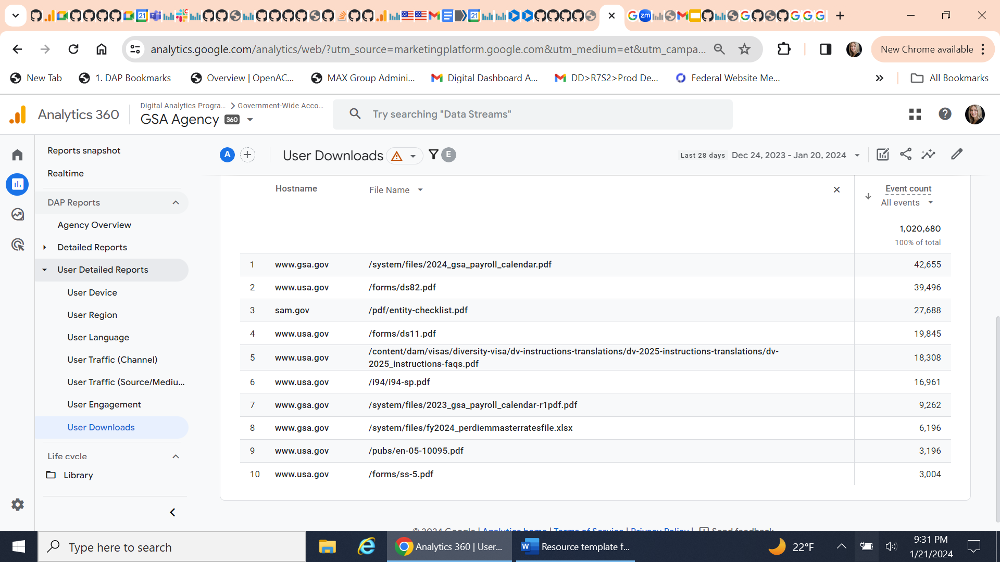 analytics.google.com/analytics/web/?utm_source=marketingplatform.google.com&utm_medium=et&utm_campa...
New Chrome available
New Tab
1. DAP Bookmarks
Overview | OpenAC...
MAX Group Admini...
Digital Dashboard A...
DD>R7S2>Prod De...
Federal Website Me...
All Bookmarks
Analytics 360
Digital Analytics Progra... > Government-Wide Acco...
GSA Agency 360
Try searching "Data Streams"
Reports snapshot
Realtime
DAP Reports
Agency Overview
Detailed Reports
User Detailed Reports
User Device
User Region
User Language
User Traffic (Channel)
User Traffic (Source/Mediu...
User Engagement
User Downloads
Life cycle
Library
A
User Downloads
E
Last 28 days Dec 24, 2023 - Jan 20, 2024
Hostname File Name Event count
All events
1,020,680
100% of total
1 www.gsa.gov /system/files/2024_gsa_payroll_calendar.pdf 42,655
2 www.usa.gov /forms/ds82.pdf 39,496
3 sam.gov /pdf/entity-checklist.pdf 27,688
4 www.usa.gov /forms/ds11.pdf 19,845
5 www.usa.gov /content/dam/visas/diversity-visa/dv-instructions-translations/dv-2025-instructions-translations/dv-
2025_instructions-faqs.pdf 18,308
6 www.usa.gov /i94/i94-sp.pdf 16,961
7 www.gsa.gov /system/files/2023_gsa_payroll_calendar-r1pdf.pdf 9,262
8 www.gsa.gov /system/files/fy2024_perdiemmasterratesfile.xlsx 6,196
9 www.usa.gov /pubs/en-05-10095.pdf 3,196
10 www.usa.gov /forms/ss-5.pdf 3,004
© 2024 Google | Analytics home | Terms of Service | Privacy Policy | Send feedback
Type here to search
Analytics 360 | User...
Resource template f...
22°F
9:31 PM
1/21/2024